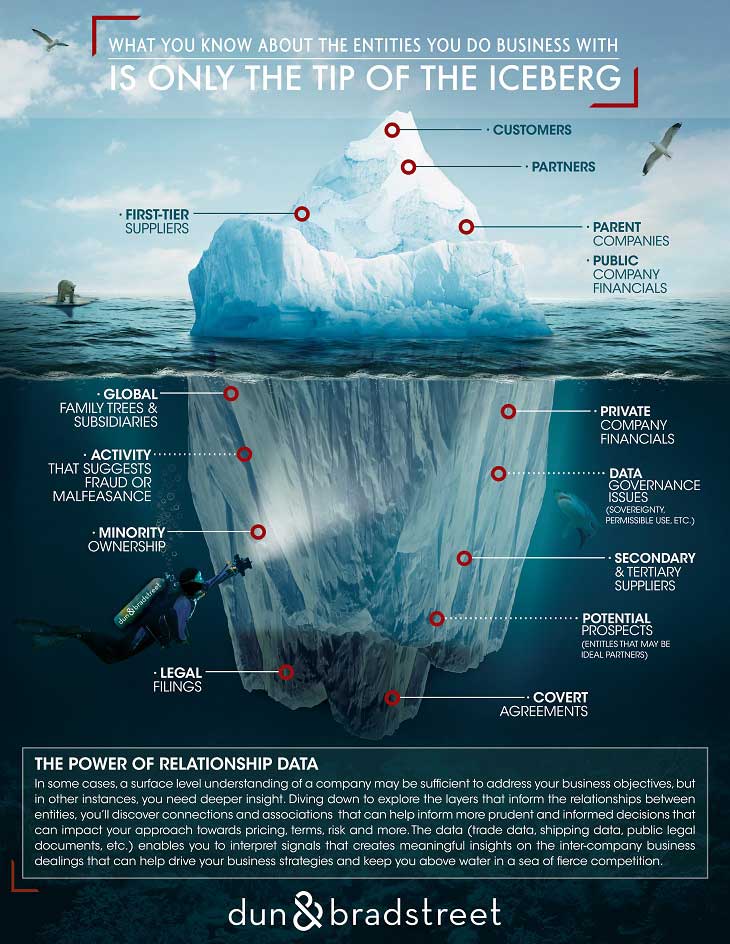 WHAT YOU KNOW ABOUT THE ENTITIES YOU DO BUSINESS WITH
IS ONLY THE TIP OF THE ICEBERG
· CUSTOMERS
· PARTNERS
· FIRST-TIER
SUPPLIERS
· PARENT
COMPANIES
· PUBLIC
COMPANY
FINANCIALS
· GLOBAL
FAMILY TREES &
SUBSIDIARIES
· PRIVATE
COMPANY
FINANCIALS
· ACTIVITY
THAT SUGGESTS
FRAUD OR
MALFEASANCE
· DATA
GOVERNANCE
ISSUES
(SOVEREIGNTY,
PERMISSIBLE USE, ETC.)
· MINORITY
OWNERSHIP
· SECONDARY
& TERTIARY
SUPPLIERS
dun&bradstreet
POTENTIAL
PROSPECTS
(ENTITIES THAT MAY BE
IDEAL PARTNERS)
· LEGAL
FILINGS
· COVERT
AGREEMENTS
THE POWER OF RELATIONSHIP DATA
In some cases, a surface level understanding of a company may be sufficient to address your business objectives, but
in other instances, you need deeper insight. Diving down to explore the layers that inform the relationships between
entities, you'll discover connections and associations that can help inform more prudent and informed decisions that
can impact your approach towards pricing, terms, risk and more. The data (trade data, shipping data, public legal
documents, etc.) enables you to interpret signals that creates meaningful insights on the inter-company business
dealings that can help drive your business strategies and keep you above water in a sea of fierce competition.
dun&bradstreet